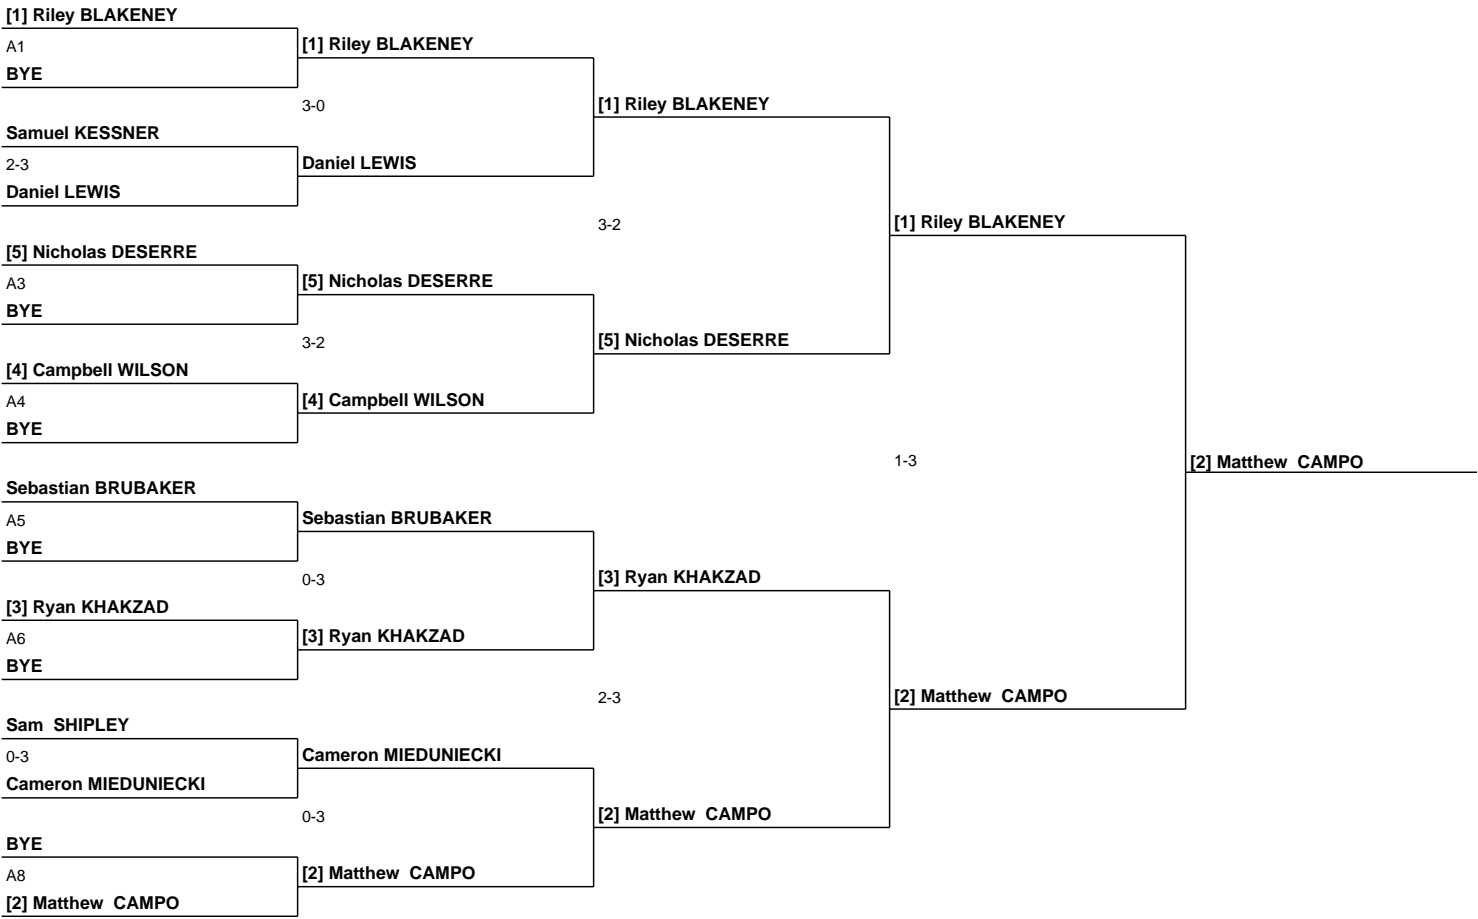 [1] Riley BLAKENEY
A1
BYE
Samuel KESSNER
2-3
Daniel LEWIS
[5] Nicholas DESERRE
A3
BYE
[4] Campbell WILSON
A4
BYE
Sebastian BRUBAKER
A5
BYE
[3] Ryan KHAKZAD
A6
BYE
Sam  SHIPLEY
0-3
Cameron MIEDUNIECKI
BYE
A8
[2] Matthew  CAMPO
[1] Riley BLAKENEY
3-0
Daniel LEWIS
[5] Nicholas DESERRE
3-2
[4] Campbell WILSON
Sebastian BRUBAKER
0-3
[3] Ryan KHAKZAD
Cameron MIEDUNIECKI
0-3
[2] Matthew  CAMPO
[1] Riley BLAKENEY
3-2
[5] Nicholas DESERRE
[3] Ryan KHAKZAD
2-3
[2] Matthew  CAMPO
[1] Riley BLAKENEY
1-3
[2] Matthew  CAMPO
[2] Matthew  CAMPO